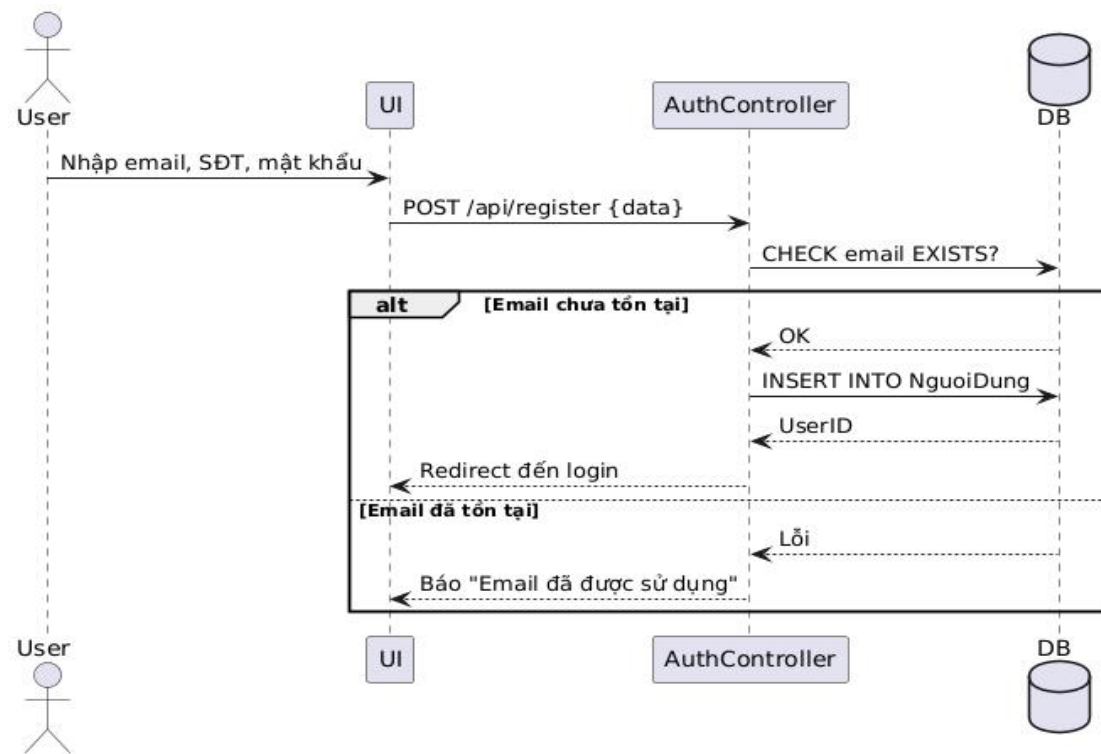 User
UI
AuthController
DB
Nhập email, SĐT, mật khẩu
POST /api/register {data}
CHECK email EXISTS?
alt [Email chưa tồn tại]
OK
INSERT INTO NguoiDung
UserID
Redirect đến login
[Email đã tồn tại]
Lỗi
Báo "Email đã được sử dụng"
User
UI
AuthController
DB